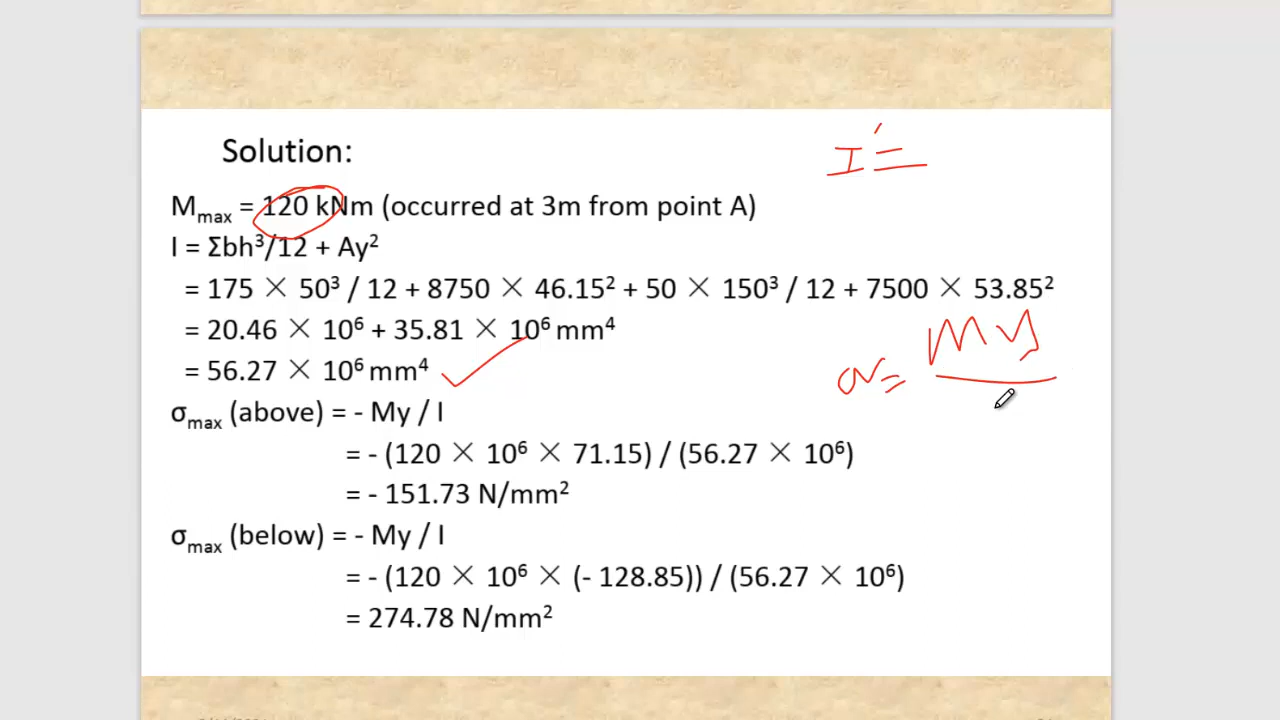 Solution:
I' =
Mmax = 120 kNm (occurred at 3m from point A)
I = Σbh³/12 + Ay²
= 175 × 50³ / 12 + 8750 × 46.15² + 50 × 150³ / 12 + 7500 × 53.85²
= 20.46 × 10⁶ + 35.81 × 10⁶ mm⁴
= 56.27 × 10⁶ mm⁴
σ = My
σmax (above) = - My / I
= - (120 × 10⁶ × 71.15) / (56.27 × 10⁶)
= - 151.73 N/mm²
σmax (below) = - My / I
= - (120 × 10⁶ × (- 128.85)) / (56.27 × 10⁶)
= 274.78 N/mm²